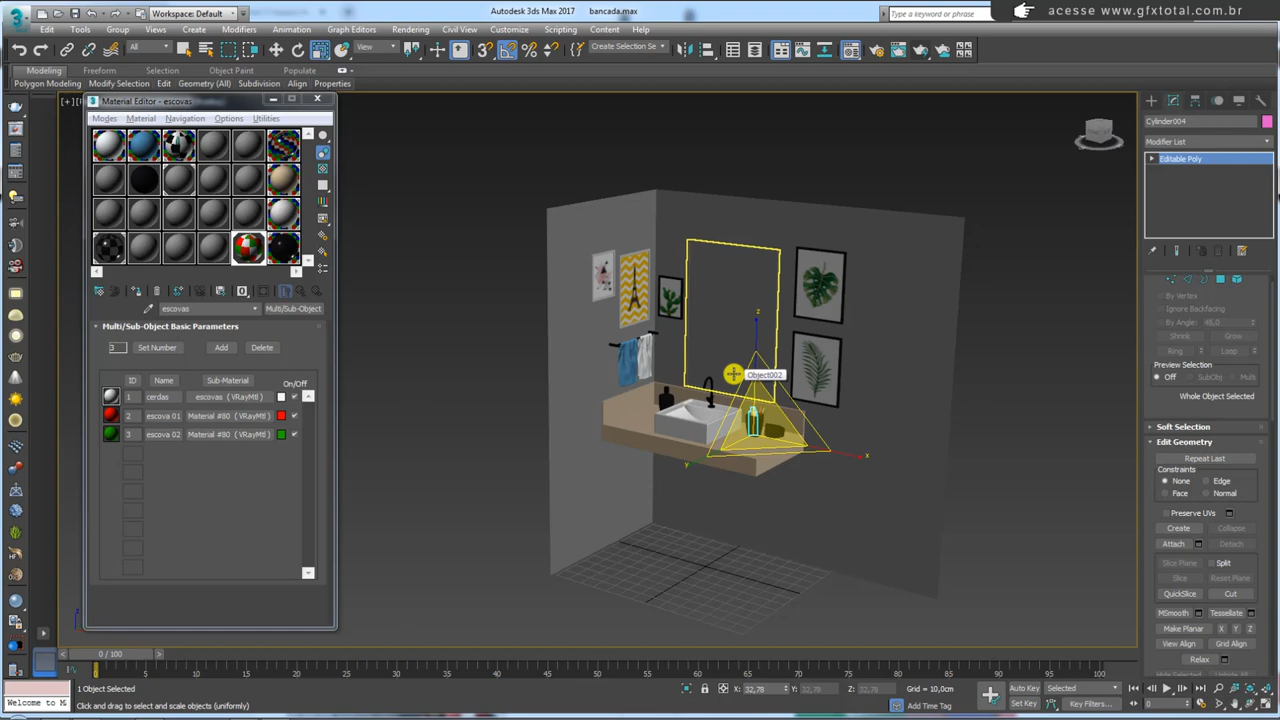 Workspace: Default
Autodesk 3ds Max 2017    bancada.max
Type a keyword or phrase
acesse www.gfxtotal.com.br
Edit Tools Group Views Create Modifiers Animation Graph Editors Rendering Civil View Customize Scripting Content Help
All View Create Selection Se
Modeling Freeform Selection Object Paint Populate
Polygon Modeling Modify Selection Edit Geometry (All) Subdivision Align Properties
Material Editor - escovas
Modes Material Navigation Options Utilities
escovas Multi/Sub-Object
Multi/Sub-Object Basic Parameters
3 Set Number Add Delete
ID Name Sub-Material On/Off
1 cerdas (VRayMtl)
2 escova 01 Material #80 (VRayMtl)
3 escova 02 Material #80 (VRayMtl)
z
Object002
x
y
Cylinder004
Modifier List
Editable Poly
By Vertex
Ignore Backfacing
By Angle: 45,0
Shrink Grow
Ring Loop
Preview Selection
Off SubObj Multi
Whole Object Selected
Soft Selection
Edit Geometry
Repeat Last
Constraints
None Edge
Face Normal
Preserve UVs
Create Collapse
Attach Detach
Slice Plane Split
Slice Reset Plane
QuickSlice Cut
MSmooth Tessellate
Make Planar X Y Z
View Align Grid Align
Relax
0 / 100
0 5 10 15 20 25 30 35 40 45 50 55 60 65 70 75 80 85 90 95 100
1 Object Selected
X: 32,78 Y: 32,78 Z: 32,78 Grid = 10,0cm
Auto Key Selected
Welcome to M
Click and drag to select and scale objects (uniformly)
Add Time Tag
Set Key Key Filters...
0